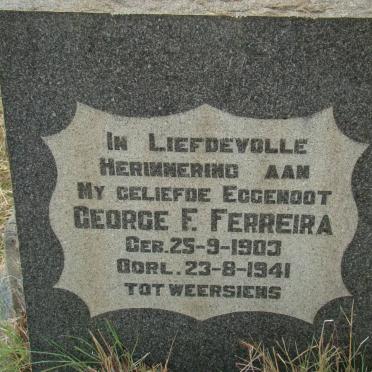 In Liefdevolle
Herinnering aan
My geliefde Eggenoot
George F. Ferreira
Geb. 25-9-1903
Oorl. 23-8-1941
tot weersiens